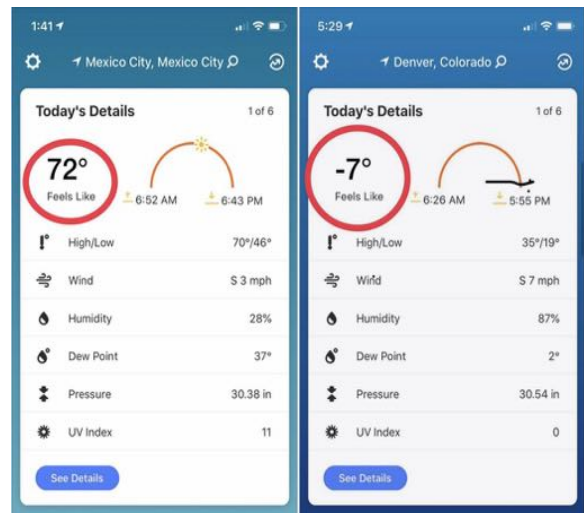 1:41
Mexico City, Mexico City
Today's Details 1 of 6
72°
Feels Like
6:52 AM 6:43 PM
High/Low 70°/46°
Wind S 3 mph
Humidity 28%
Dew Point 37°
Pressure 30.38 in
UV Index 11
See Details
5:29
Denver, Colorado
Today's Details 1 of 6
-7°
Feels Like
6:26 AM 5:55 PM
High/Low 35°/19°
Wind S 7 mph
Humidity 87%
Dew Point 2°
Pressure 30.54 in
UV Index 0
See Details